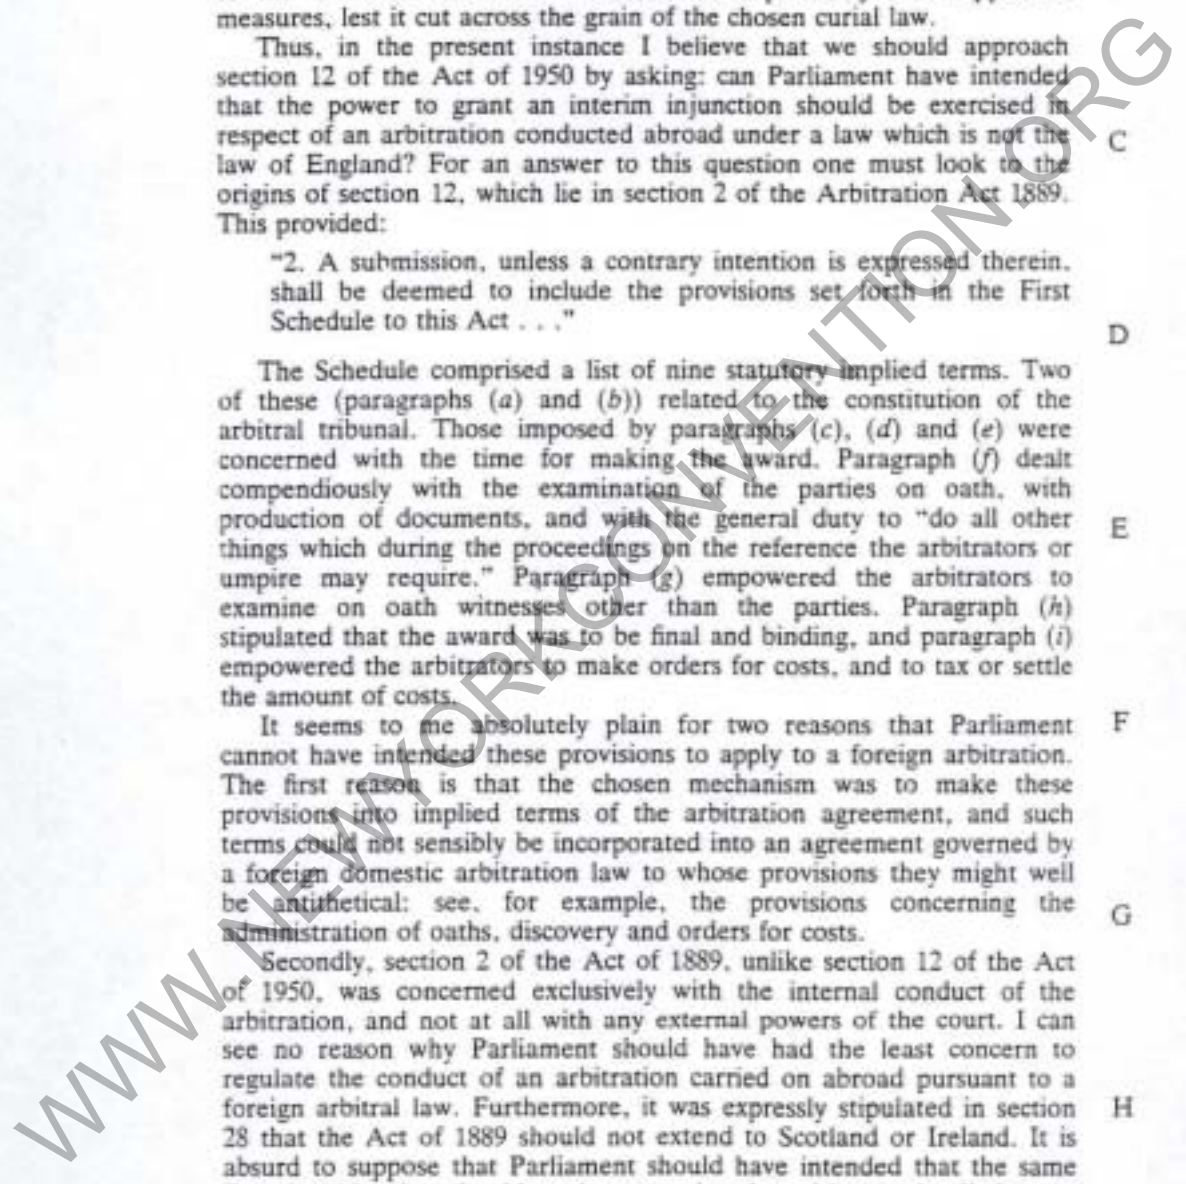 measures, lest it cut across the grain of the chosen curial law.
Thus, in the present instance I believe that we should approach
section 12 of the Act of 1950 by asking: can Parliament have intended
that the power to grant an interim injunction should be exercised in
respect of an arbitration conducted abroad under a law which is not the
law of England? For an answer to this question one must look to the
origins of section 12, which lie in section 2 of the Arbitration Act 1889.
This provided:
"2. A submission, unless a contrary intention is expressed therein,
shall be deemed to include the provisions set forth in the First
Schedule to this Act . . ."
The Schedule comprised a list of nine statutory implied terms. Two
of these (paragraphs (a) and (b)) related to the constitution of the
arbitral tribunal. Those imposed by paragraphs (c), (d) and (e) were
concerned with the time for making the award. Paragraph (f) dealt
compendiously with the examination of the parties on oath, with
production of documents, and with the general duty to "do all other
things which during the proceedings on the reference the arbitrators or
umpire may require." Paragraph (g) empowered the arbitrators to
examine on oath witnesses other than the parties. Paragraph (h)
stipulated that the award was to be final and binding, and paragraph (i)
empowered the arbitrators to make orders for costs, and to tax or settle
the amount of costs.
It seems to me absolutely plain for two reasons that Parliament
cannot have intended these provisions to apply to a foreign arbitration.
The first reason is that the chosen mechanism was to make these
provisions into implied terms of the arbitration agreement, and such
terms could not sensibly be incorporated into an agreement governed by
a foreign domestic arbitration law to whose provisions they might well
be antithetical: see, for example, the provisions concerning the
administration of oaths, discovery and orders for costs.
Secondly, section 2 of the Act of 1889, unlike section 12 of the Act
of 1950, was concerned exclusively with the internal conduct of the
arbitration, and not at all with any external powers of the court. I can
see no reason why Parliament should have had the least concern to
regulate the conduct of an arbitration carried on abroad pursuant to a
foreign arbitral law. Furthermore, it was expressly stipulated in section
28 that the Act of 1889 should not extend to Scotland or Ireland. It is
absurd to suppose that Parliament should have intended that the same
C
D
E
F
G
H
WWW.NEWYORKCONVENTION.ORG